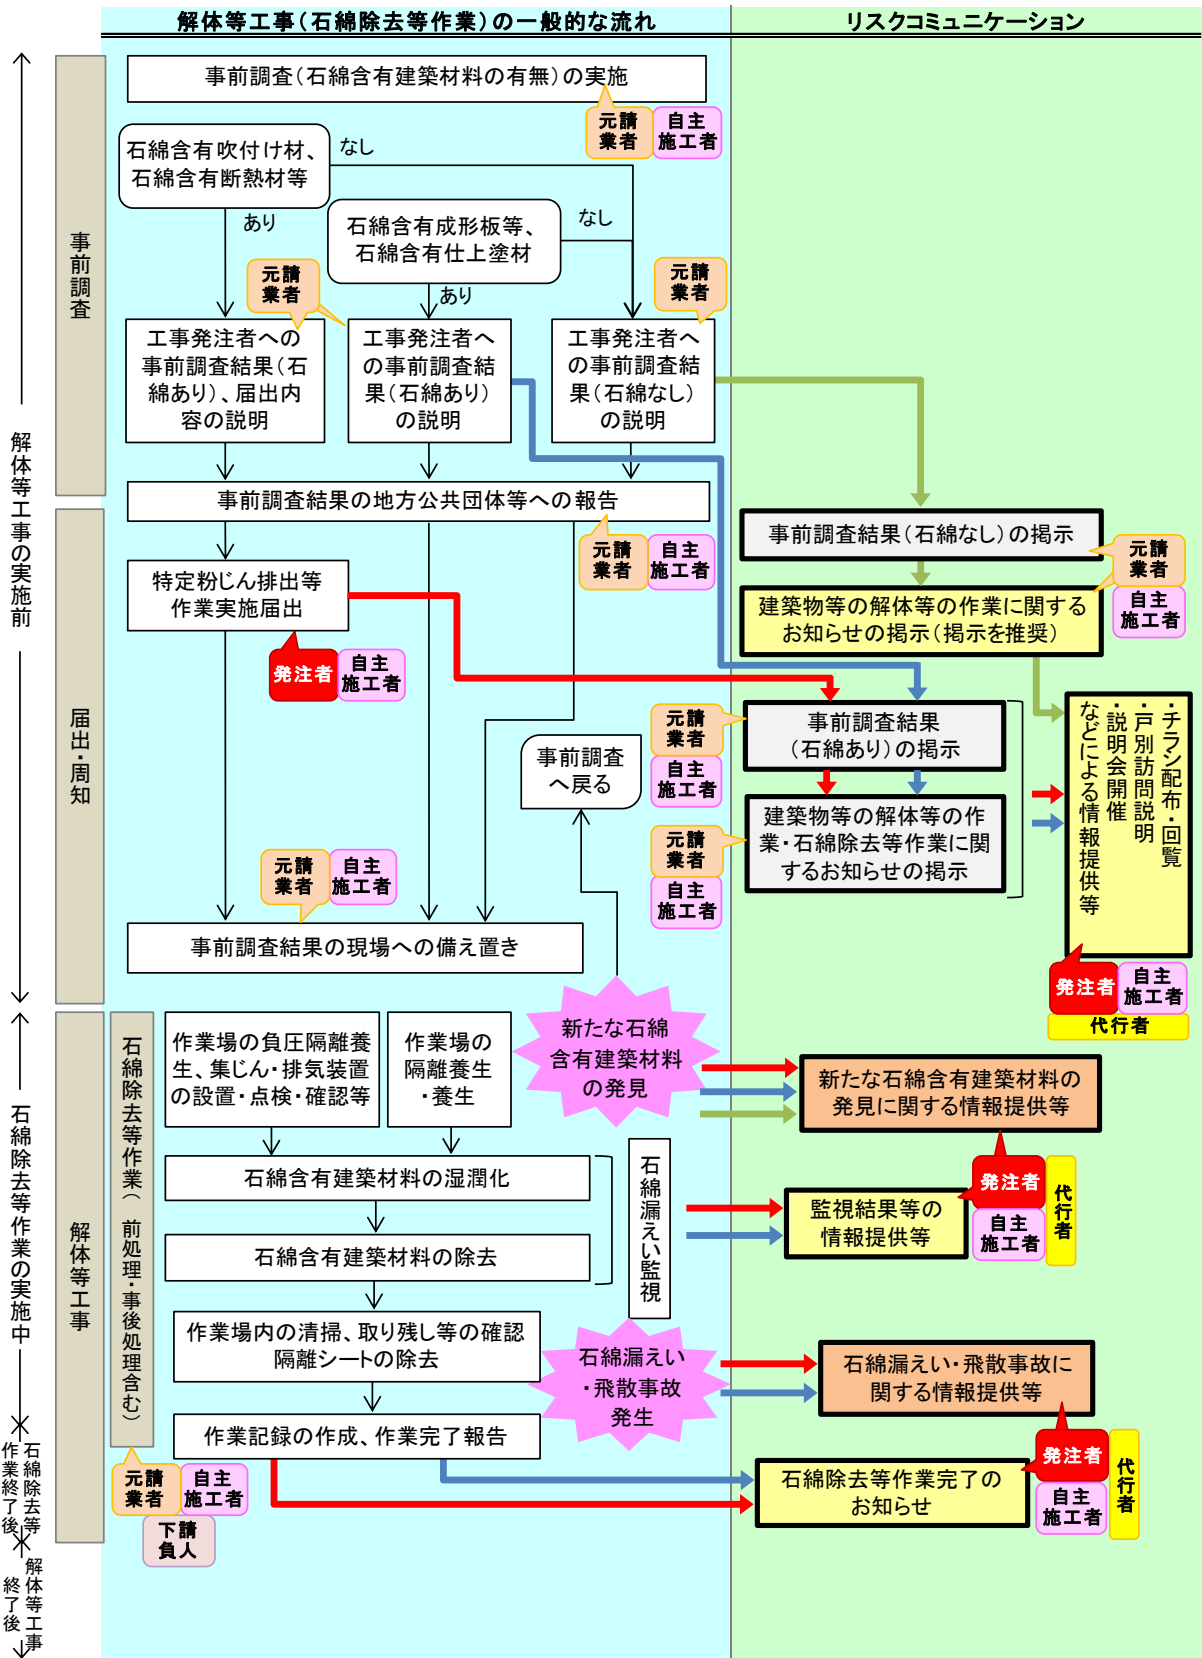 解体等工事(石綿除去等作業)の一般的な流れ
リスクコミュニケーション
解体等工事の実施前
石綿除去等作業の実施中
石綿除去等
作業終了後
解体等工事
終了後
事前調査
届出・周知
解体等工事
事前調査(石綿含有建築材料の有無)の実施
元請
業者
自主
施工者
石綿含有吹付け材、
石綿含有断熱材等
なし
あり
石綿含有成形板等、
石綿含有仕上塗材
なし
あり
元請
業者
元請
業者
工事発注者への
事前調査結果(石
綿あり)、届出内
容の説明
工事発注者へ
の事前調査結
果(石綿あり)
の説明
工事発注者へ
の事前調査結
果(石綿なし)
の説明
事前調査結果の地方公共団体等への報告
元請
業者
自主
施工者
特定粉じん排出等
作業実施届出
発注者
自主
施工者
事前調査
へ戻る
元請
業者
自主
施工者
事前調査結果の現場への備え置き
事前調査結果(石綿なし)の掲示
元請
業者
自主
施工者
建築物等の解体等の作業に関する
お知らせの掲示(掲示を推奨)
事前調査結果
(石綿あり)の掲示
元請
業者
自主
施工者
建築物等の解体等の作
業・石綿除去等作業に関
するお知らせの掲示
元請
業者
自主
施工者
・チラシ配布・回覧
・戸別訪問説明
・説明会開催
などによる情報提供等
発注者
自主
施工者
代行者
石綿除去等作業(前処理・事後処理含む)
作業場の負圧隔離養
生、集じん・排気装置
の設置・点検・確認等
作業場の
隔離養生
・養生
新たな石綿
含有建築材料
の発見
新たな石綿含有建築材料の
発見に関する情報提供等
石綿含有建築材料の湿潤化
石綿含有建築材料の除去
石綿漏えい監視
監視結果等の
情報提供等
発注者
自主
施工者
代行者
作業場内の清掃、取り残し等の確認
隔離シートの除去
石綿漏えい
・飛散事故
発生
石綿漏えい・飛散事故に
関する情報提供等
作業記録の作成、作業完了報告
石綿除去等作業完了の
お知らせ
発注者
自主
施工者
代行者
元請
業者
自主
施工者
下請
負人